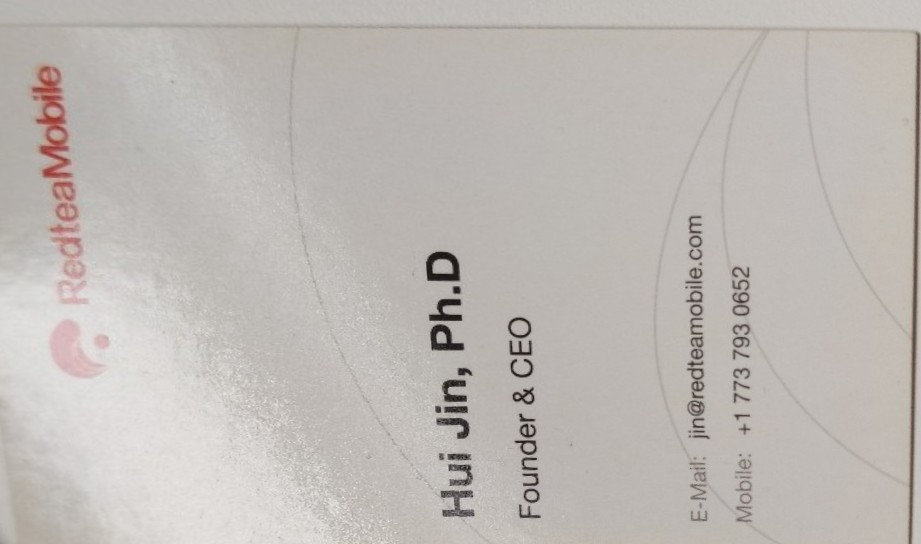 RedteaMobile
Hui Jin, Ph.D
Founder & CEO
E-Mail: jin@redteamobile.com
Mobile: +1 773 793 0652